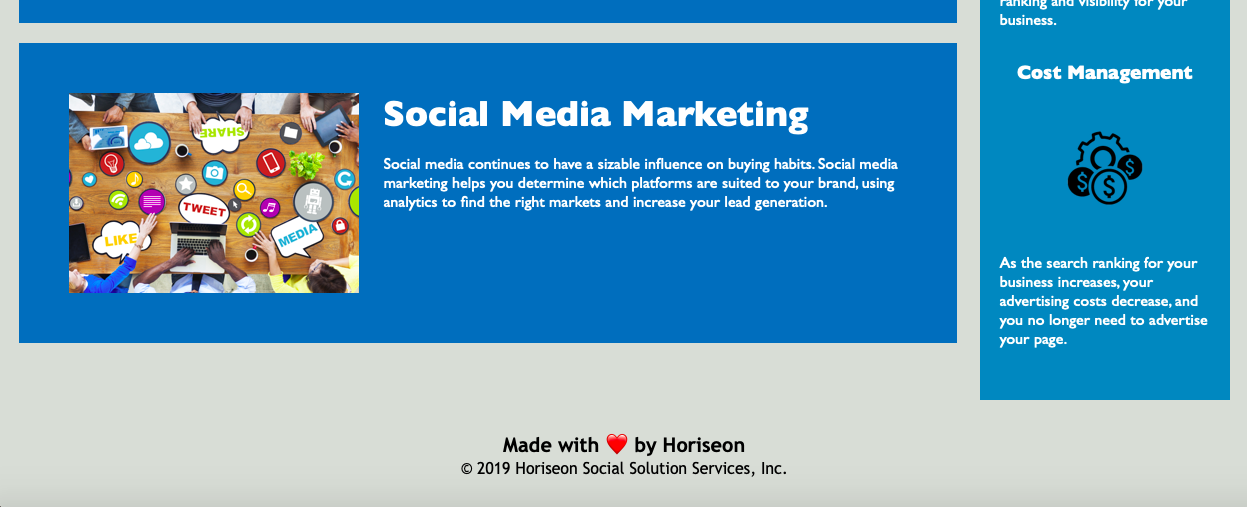 ranking and visibility for your
business.
Social Media Marketing
Social media continues to have a sizable influence on buying habits. Social media
marketing helps you determine which platforms are suited to your brand, using
analytics to find the right markets and increase your lead generation.
SHARE
TWEET
LIKE
MEDIA
Cost Management
$
$
$
As the search ranking for your
business increases, your
advertising costs decrease, and
you no longer need to advertise
your page.
Made with ❤️ by Horiseon
© 2019 Horiseon Social Solution Services, Inc.